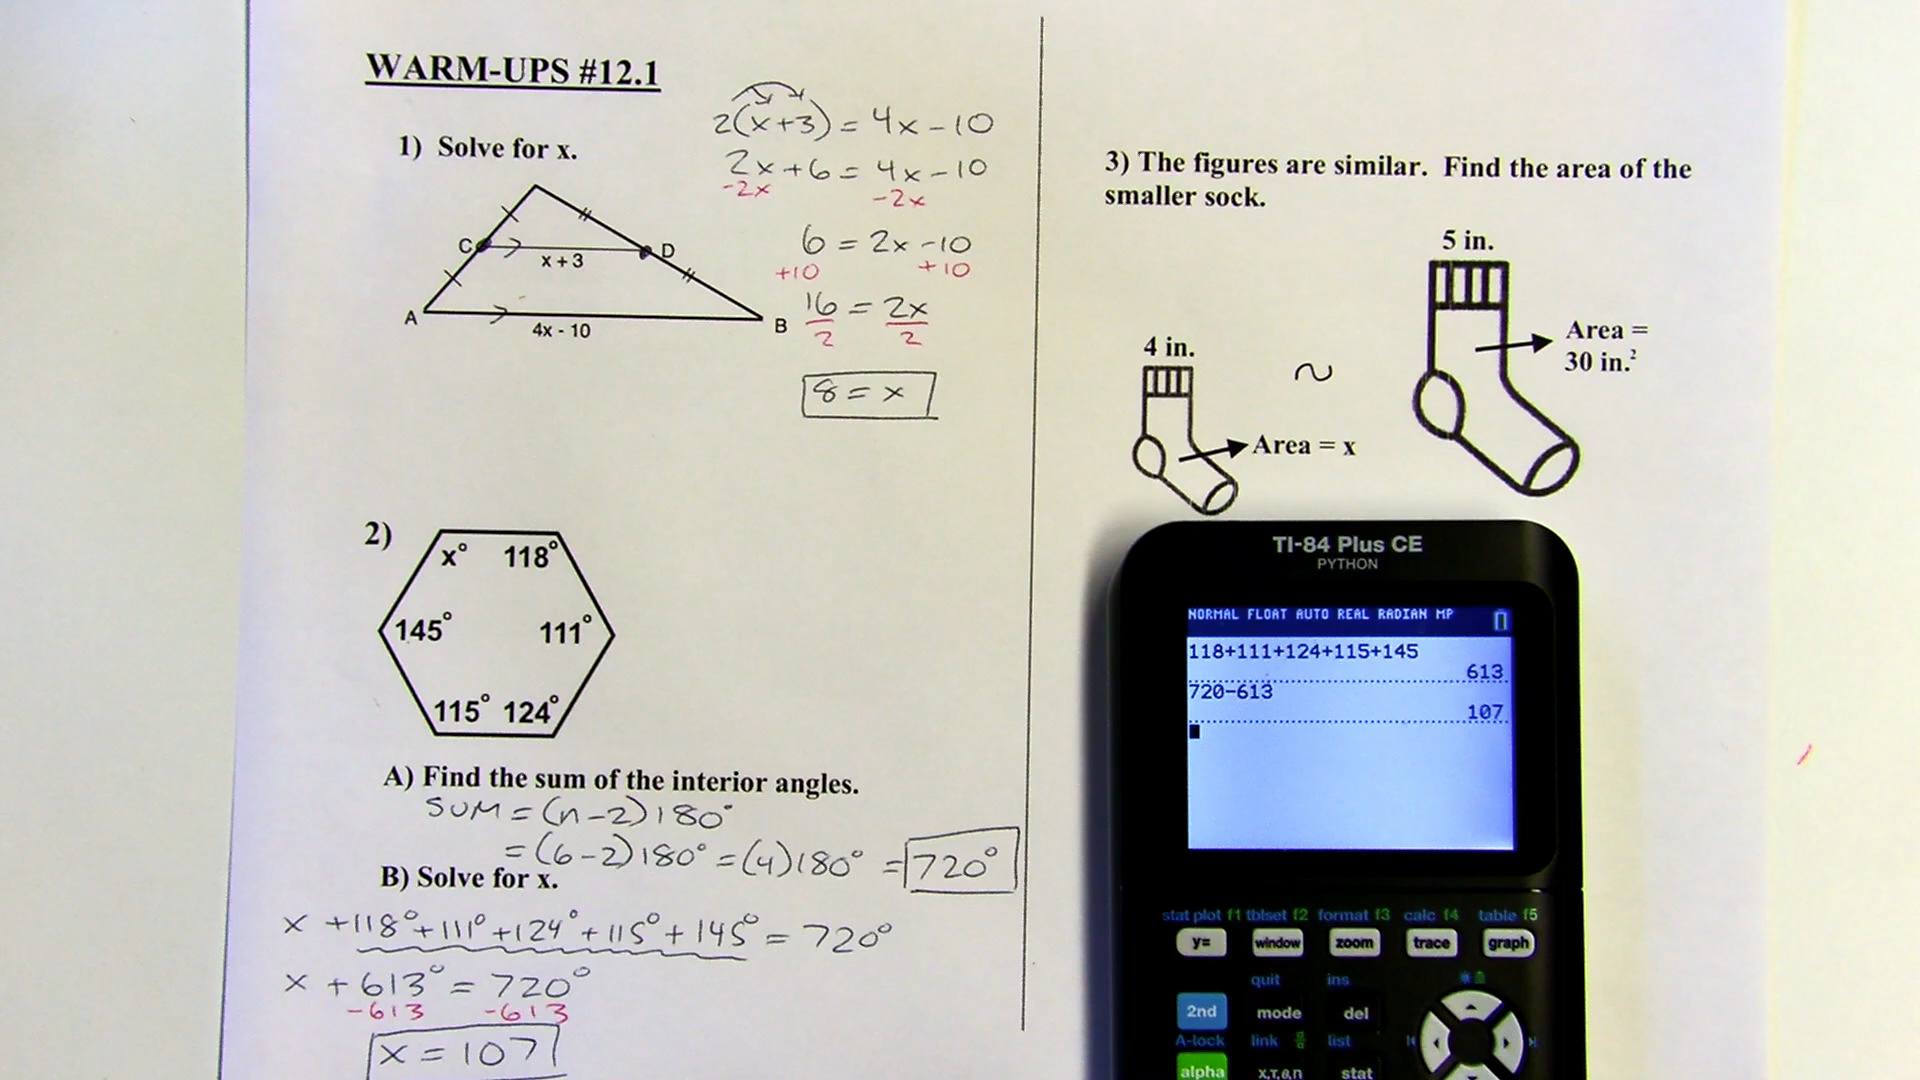 WARM-UPS #12.1
1) Solve for x.
C
D
x + 3
A
B
4x - 10
2(x+3) = 4x-10
2x+6 = 4x-10
-2x -2x
6 = 2x-10
+10 +10
16 = 2x
2 2
8 = x
2)
x° 118°
145° 111°
115° 124°
A) Find the sum of the interior angles.
SUM = (n-2)180°
= (6-2)180° = (4)180° = 720°
B) Solve for x.
x +118°+111°+124°+115°+145° = 720°
x + 613° = 720°
-613 -613
x = 107
3) The figures are similar. Find the area of the
smaller sock.
5 in.
Area =
30 in.²
4 in.
~
Area = x
TI-84 Plus CE
PYTHON
NORMAL FLOAT AUTO REAL RADIAN MP
118+111+124+115+145
613
720-613
107
stat plot f1 tblset f2 format f3 calc f4 table f5
y= window zoom trace graph
quit ins
2nd mode del
A-lock link list
alpha X,T,θ,n stat